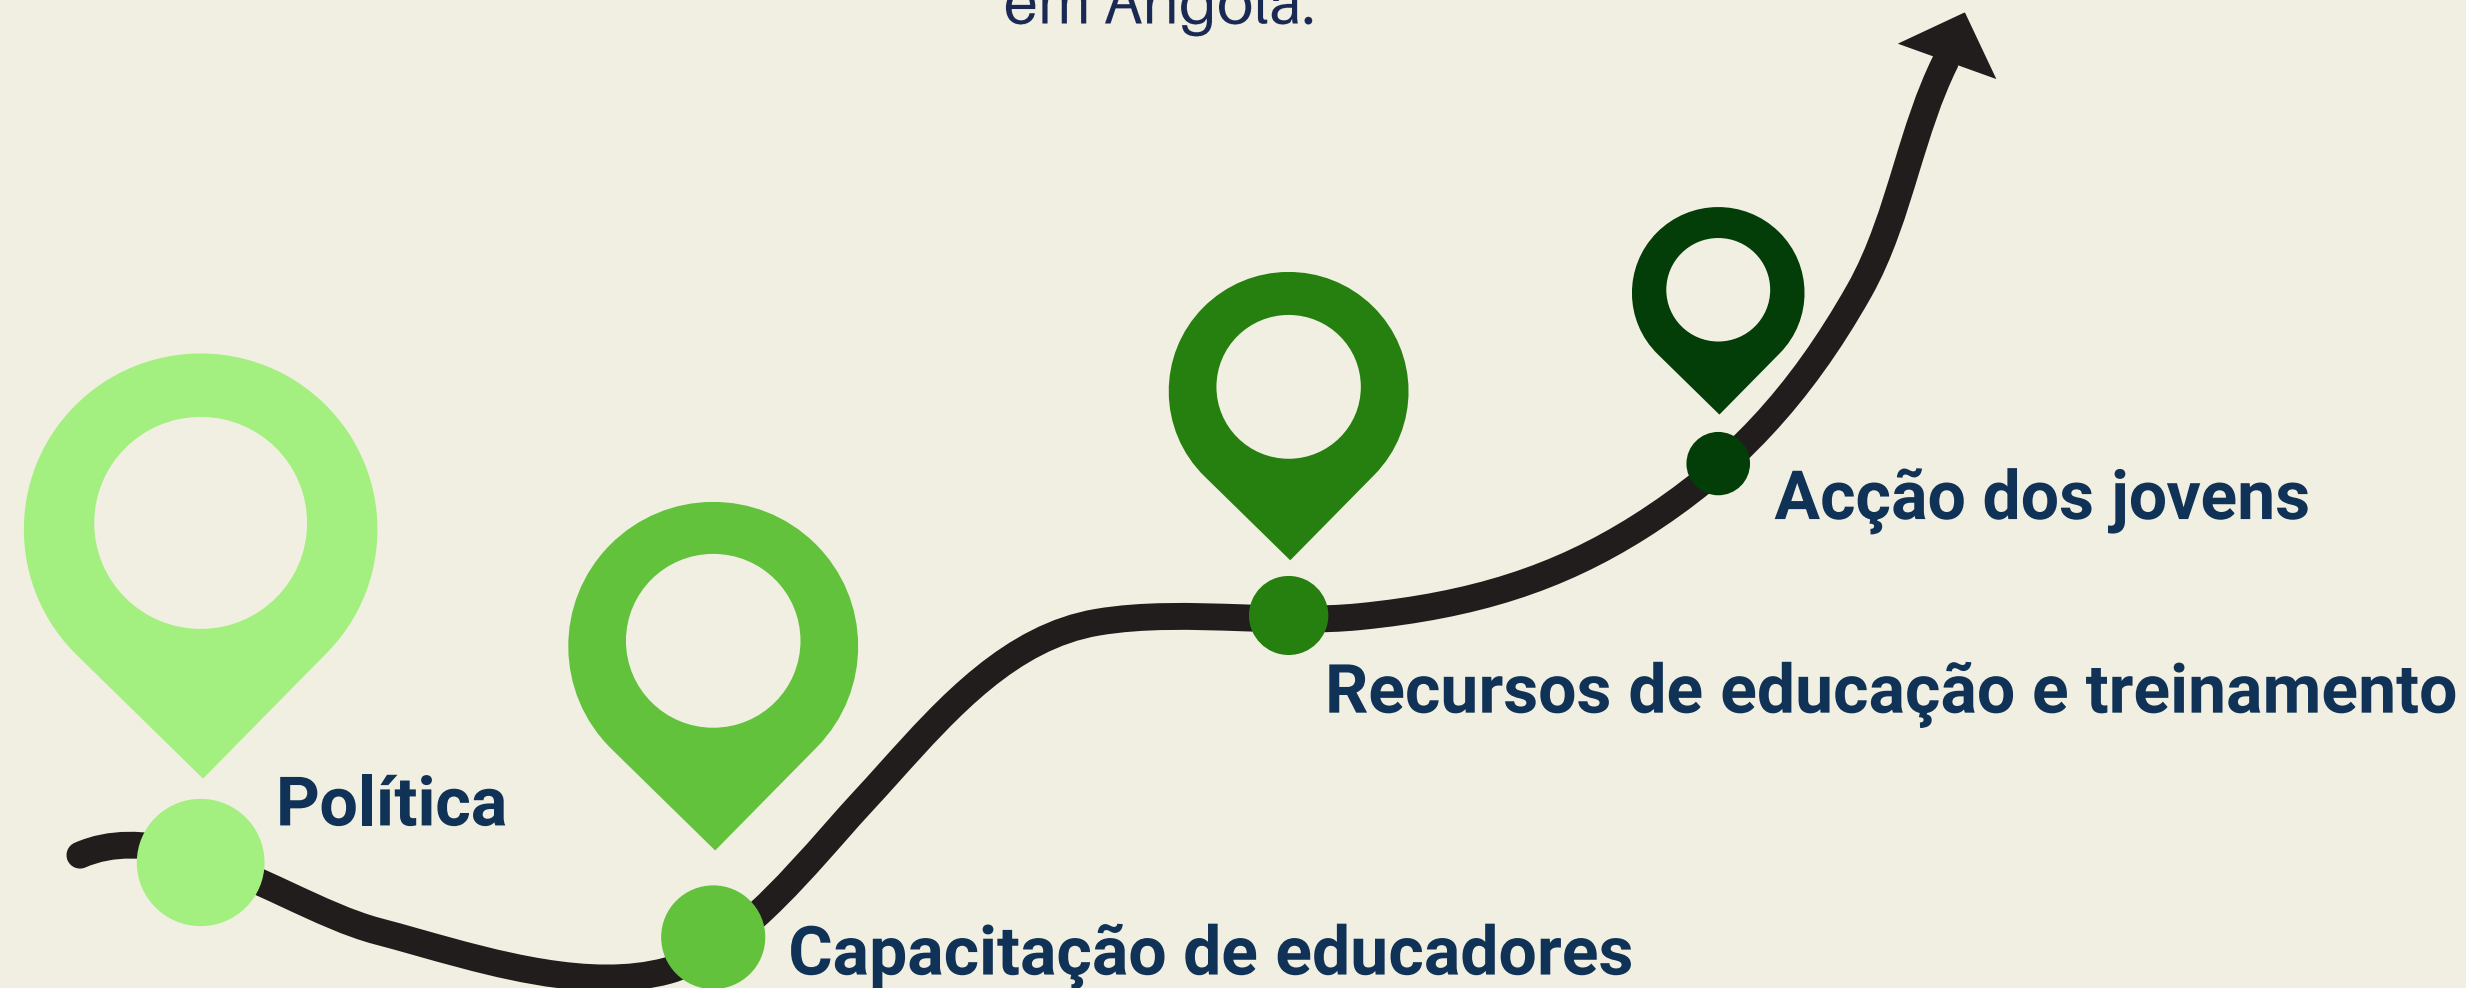 em Angola.
Acção dos jovens
Recursos de educação e treinamento
Política
Capacitação de educadores